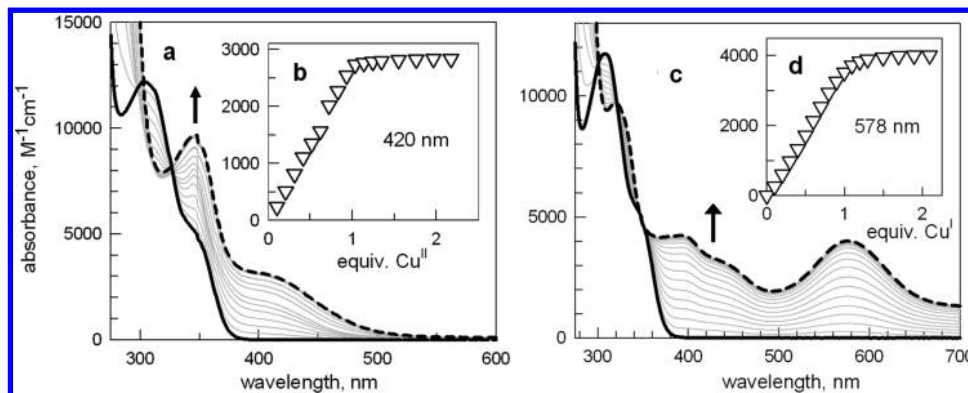 absorbance, M⁻¹cm⁻¹
15000
10000
5000
0
a
300
400
500
600
wavelength, nm
b
3000
2000
1000
0
420 nm
0
1
2
equiv. Cuᴵᴵ
c
10000
5000
0
300
400
500
600
700
wavelength, nm
d
4000
2000
0
578 nm
0
1
2
equiv. Cuᴵ